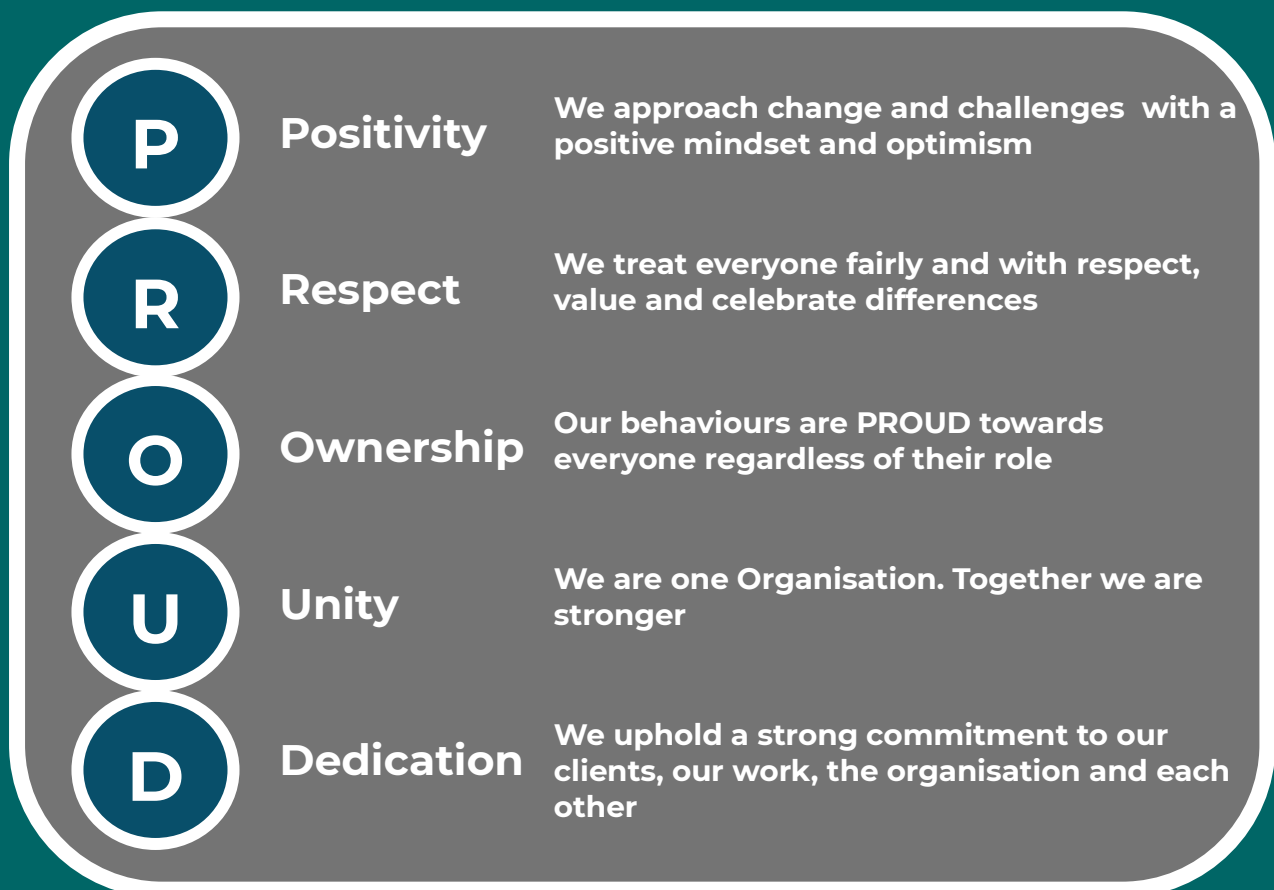 P
Positivity
We approach change and challenges  with a
positive mindset and optimism
R
Respect
We treat everyone fairly and with respect,
value and celebrate differences
O
Ownership
Our behaviours are PROUD towards
everyone regardless of their role
U
Unity
We are one Organisation. Together we are
stronger
D
Dedication
We uphold a strong commitment to our
clients, our work, the organisation and each
other